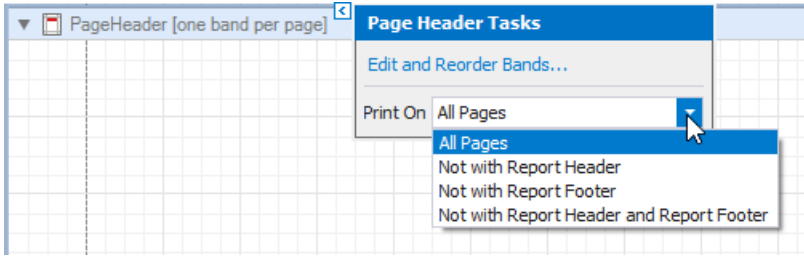 PageHeader [one band per page]
Page Header Tasks
Edit and Reorder Bands...
Print On All Pages
All Pages
Not with Report Header
Not with Report Footer
Not with Report Header and Report Footer